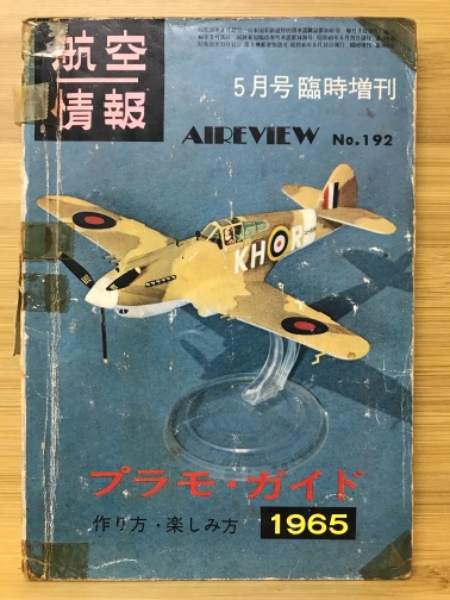 航空
情報
5月号臨時増刊
AIREVIEW No.192
KH R
プラモ・ガイド
作り方・楽しみ方 1965